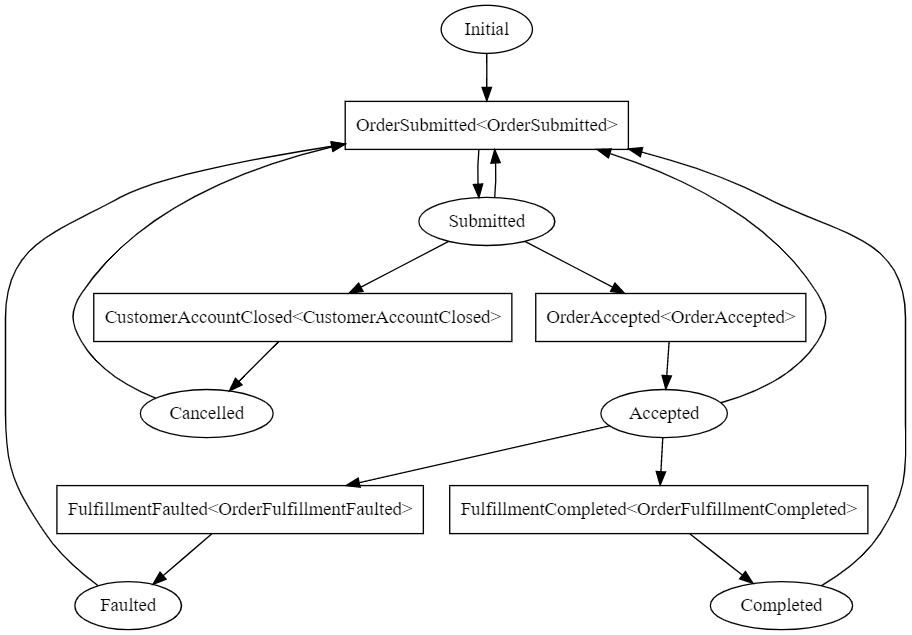 Initial
OrderSubmitted<OrderSubmitted>
Submitted
CustomerAccountClosed<CustomerAccountClosed>
OrderAccepted<OrderAccepted>
Cancelled
Accepted
FulfillmentFaulted<OrderFulfillmentFaulted>
FulfillmentCompleted<OrderFulfillmentCompleted>
Faulted
Completed